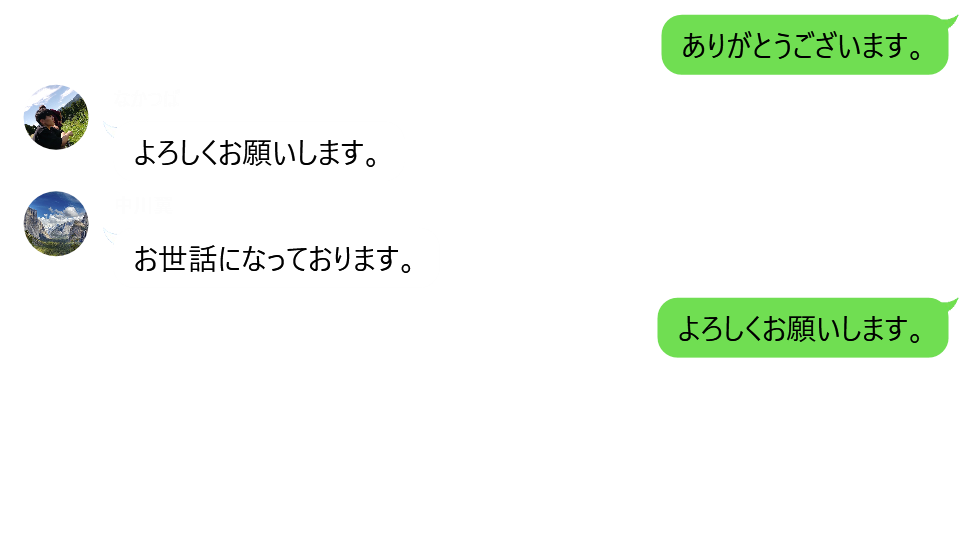 ありがとうございます。
よろしくお願いします。
お世話になっております。
よろしくお願いします。